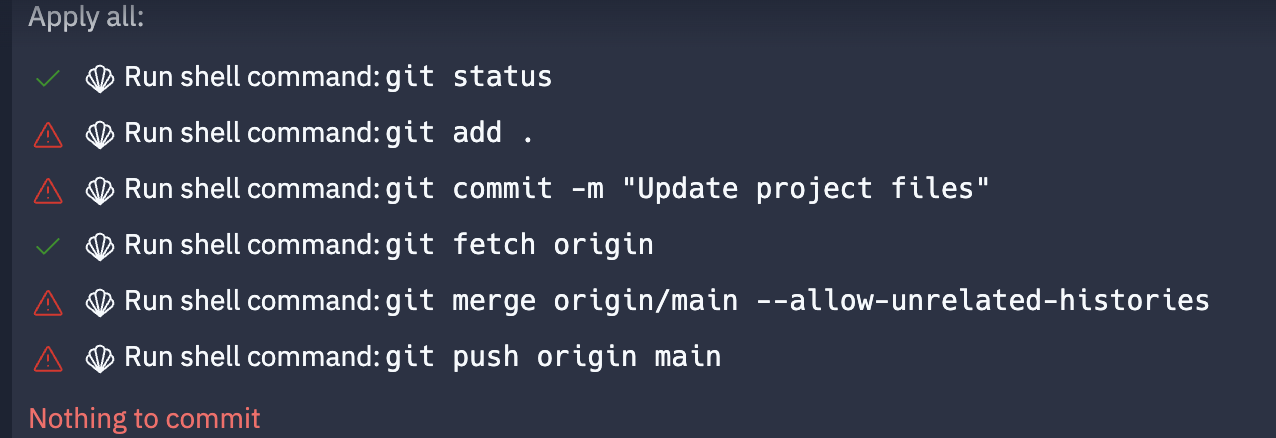 Apply all:
Run shell command: git status
Run shell command: git add .
Run shell command: git commit -m "Update project files"
Run shell command: git fetch origin
Run shell command: git merge origin/main --allow-unrelated-histories
Run shell command: git push origin main
Nothing to commit